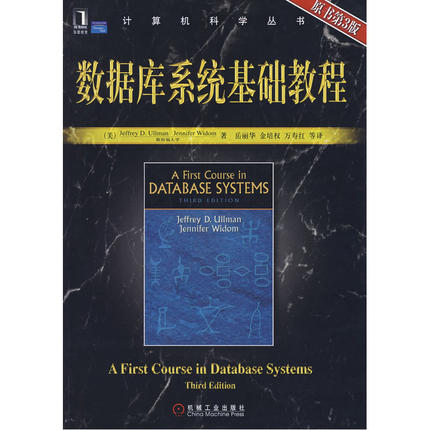 计算机科学丛书
原书第3版
数据库系统基础教程
(美) Jeffrey D. Ullman Jennifer Widom 著 岳丽华 金培权 万寿红 等译
斯坦福大学
A First Course in
DATABASE SYSTEMS
THIRD EDITION
Jeffrey D. Ullman
Jennifer Widom
A First Course in Database Systems
Third Edition
机械工业出版社
China Machine Press